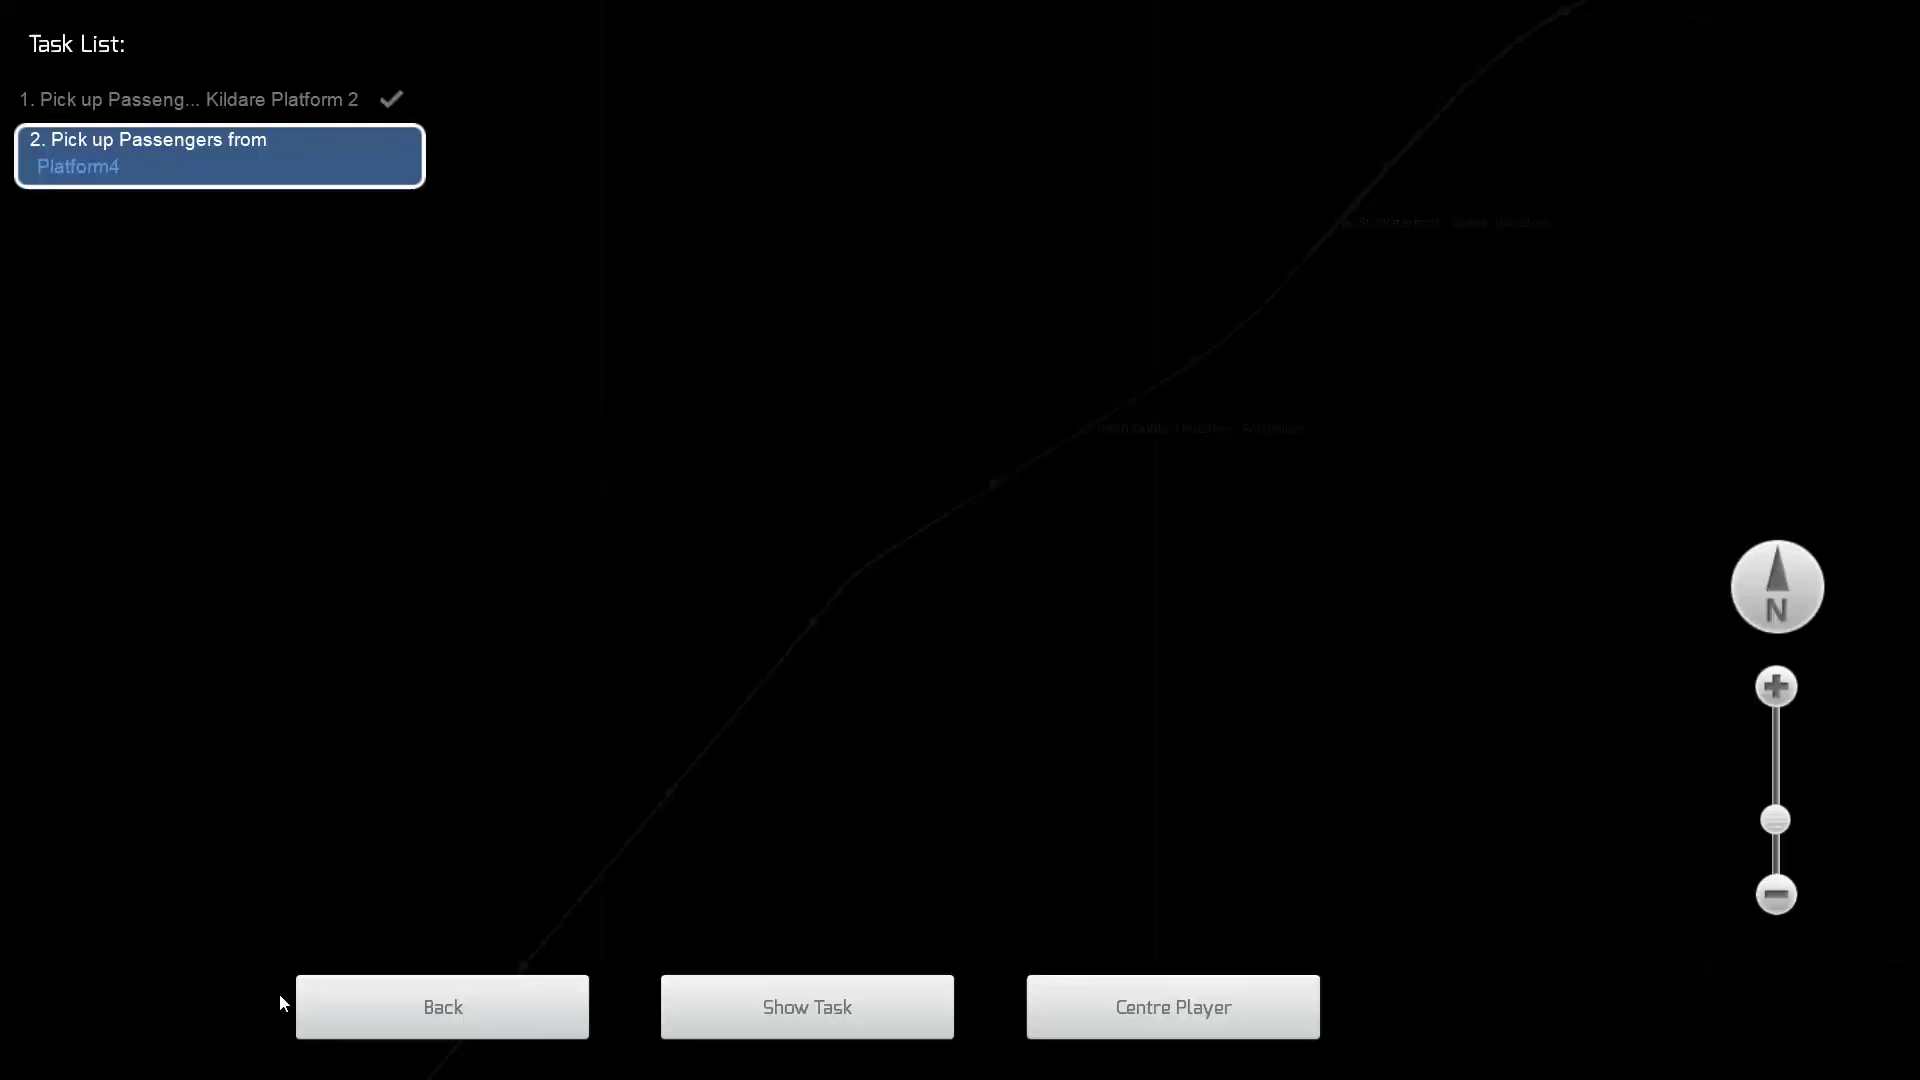 Task List:
1. Pick up Passeng... Kildare Platform 2
2. Pick up Passengers from
Platform4
N
Back
Show Task
Centre Player